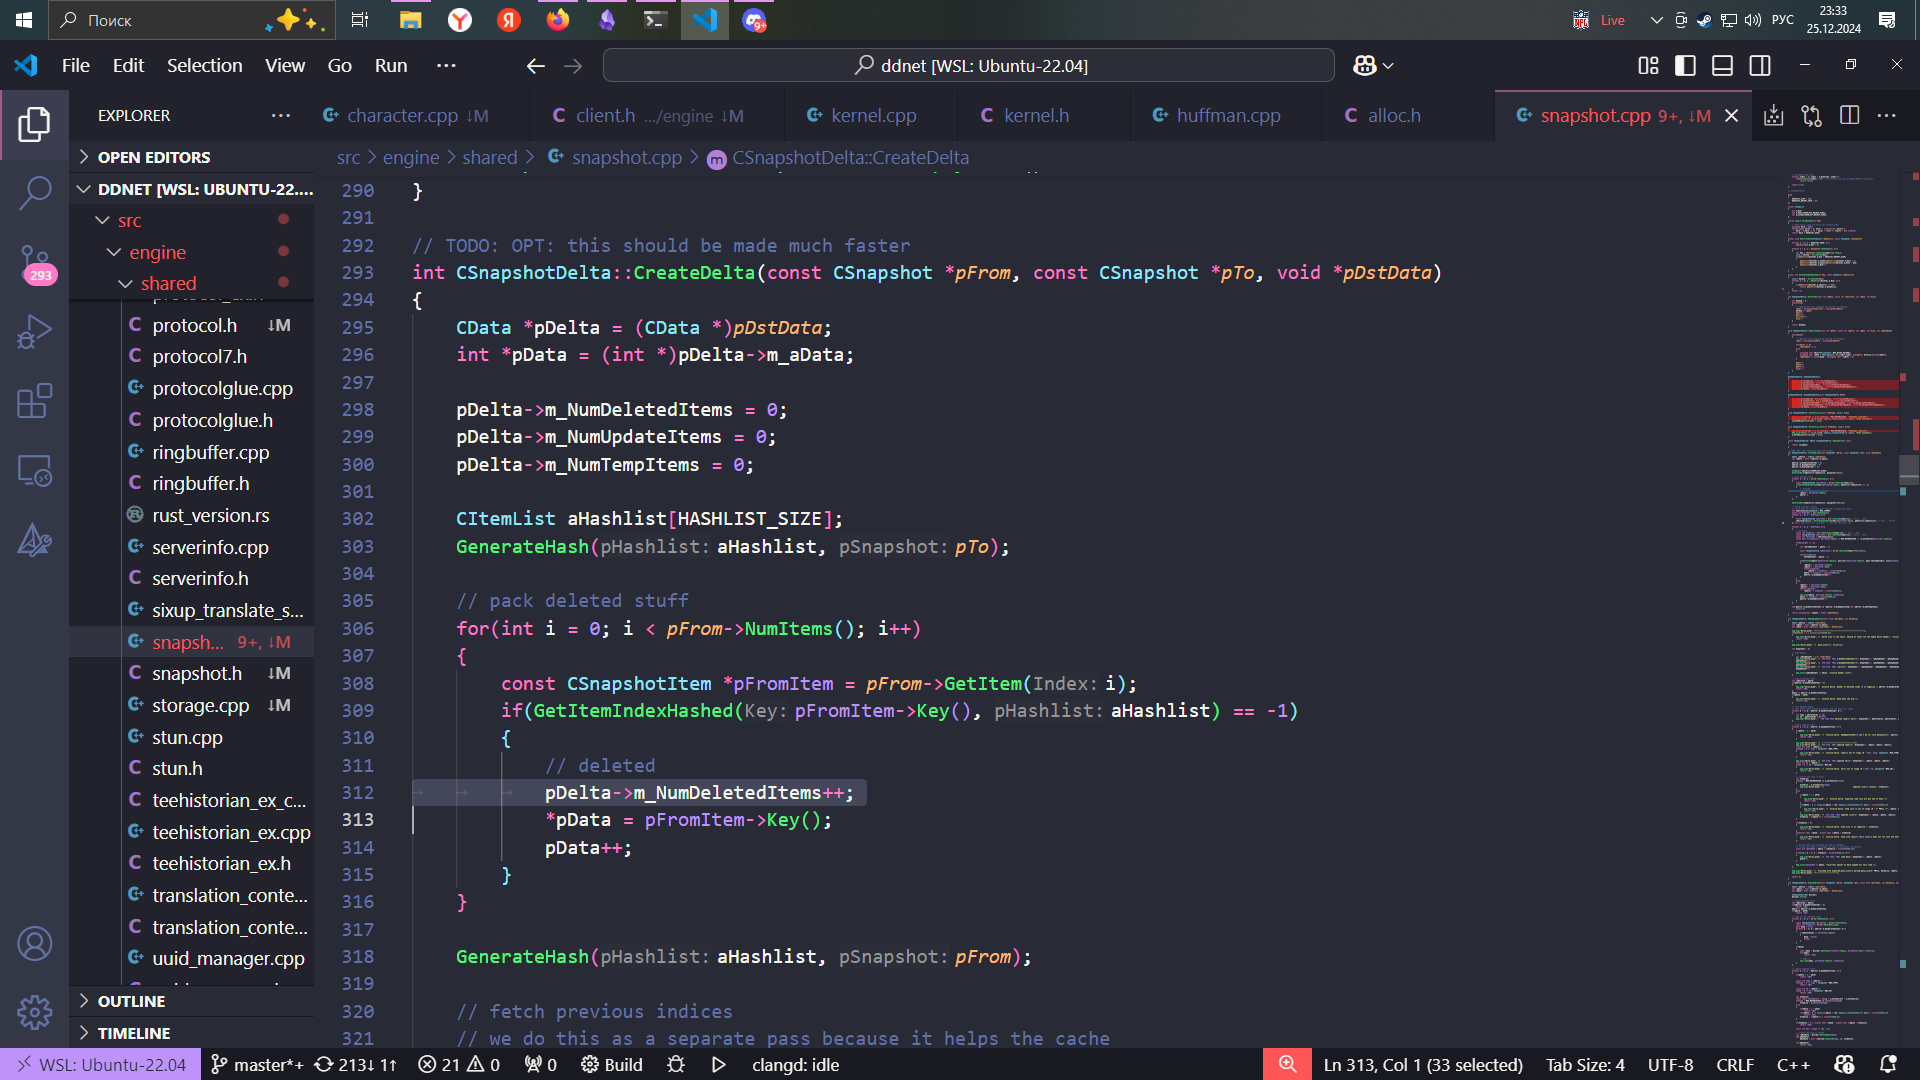 Поиск
Live
РУС
23:33
25.12.2024
File Edit Selection View Go Run ···
ddnet [WSL: Ubuntu-22.04]
EXPLORER
character.cpp ↓M
client.h .../engine ↓M
kernel.cpp
kernel.h
huffman.cpp
alloc.h
snapshot.cpp 9+, ↓M
src > engine > shared > snapshot.cpp > CSnapshotDelta::CreateDelta
OPEN EDITORS
DDNET [WSL: UBUNTU-22....
src
engine
shared
293
protocol.h ↓M
protocol7.h
protocolglue.cpp
protocolglue.h
ringbuffer.cpp
ringbuffer.h
rust_version.rs
serverinfo.cpp
serverinfo.h
sixup_translate_s...
snapsh... 9+, ↓M
snapshot.h ↓M
storage.cpp ↓M
stun.cpp
stun.h
teehistorian_ex_c...
teehistorian_ex.cpp
teehistorian_ex.h
translation_conte...
translation_conte...
uuid_manager.cpp
OUTLINE
TIMELINE
290 }
291
292 // TODO: OPT: this should be made much faster
293 int CSnapshotDelta::CreateDelta(const CSnapshot *pFrom, const CSnapshot *pTo, void *pDstData)
294 {
295 CData *pDelta = (CData *)pDstData;
296 int *pData = (int *)pDelta->m_aData;
297
298 pDelta->m_NumDeletedItems = 0;
299 pDelta->m_NumUpdateItems = 0;
300 pDelta->m_NumTempItems = 0;
301
302 CItemList aHashlist[HASHLIST_SIZE];
303 GenerateHash(pHashlist: aHashlist, pSnapshot: pTo);
304
305 // pack deleted stuff
306 for(int i = 0; i < pFrom->NumItems(); i++)
307 {
308 const CSnapshotItem *pFromItem = pFrom->GetItem(Index: i);
309 if(GetItemIndexHashed(Key: pFromItem->Key(), pHashlist: aHashlist) == -1)
310 {
311 // deleted
312 pDelta->m_NumDeletedItems++;
313 *pData = pFromItem->Key();
314 pData++;
315 }
316 }
317
318 GenerateHash(pHashlist: aHashlist, pSnapshot: pFrom);
319
320 // fetch previous indices
321 // we do this as a separate pass because it helps the cache
WSL: Ubuntu-22.04 master*+ 213↓ 1↑ 21 0 0 Build clangd: idle Ln 313, Col 1 (33 selected) Tab Size: 4 UTF-8 CRLF C++